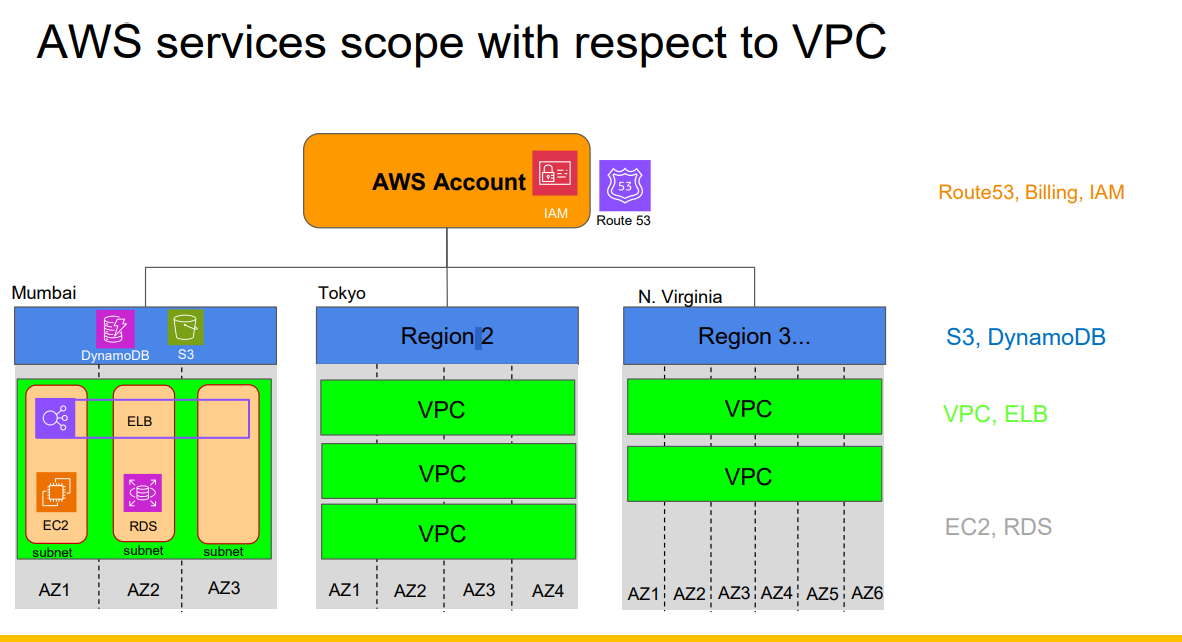 AWS services scope with respect to VPC
AWS Account
IAM
53
Route 53
Route53, Billing, IAM
Mumbai
Tokyo
N. Virginia
DynamoDB
S3
Region 2
Region 3...
S3, DynamoDB
ELB
EC2
RDS
subnet
subnet
subnet
AZ1
AZ2
AZ3
VPC
VPC
VPC
AZ1
AZ2
AZ3
AZ4
VPC
VPC
AZ1
AZ2
AZ3
AZ4
AZ5
AZ6
VPC, ELB
EC2, RDS